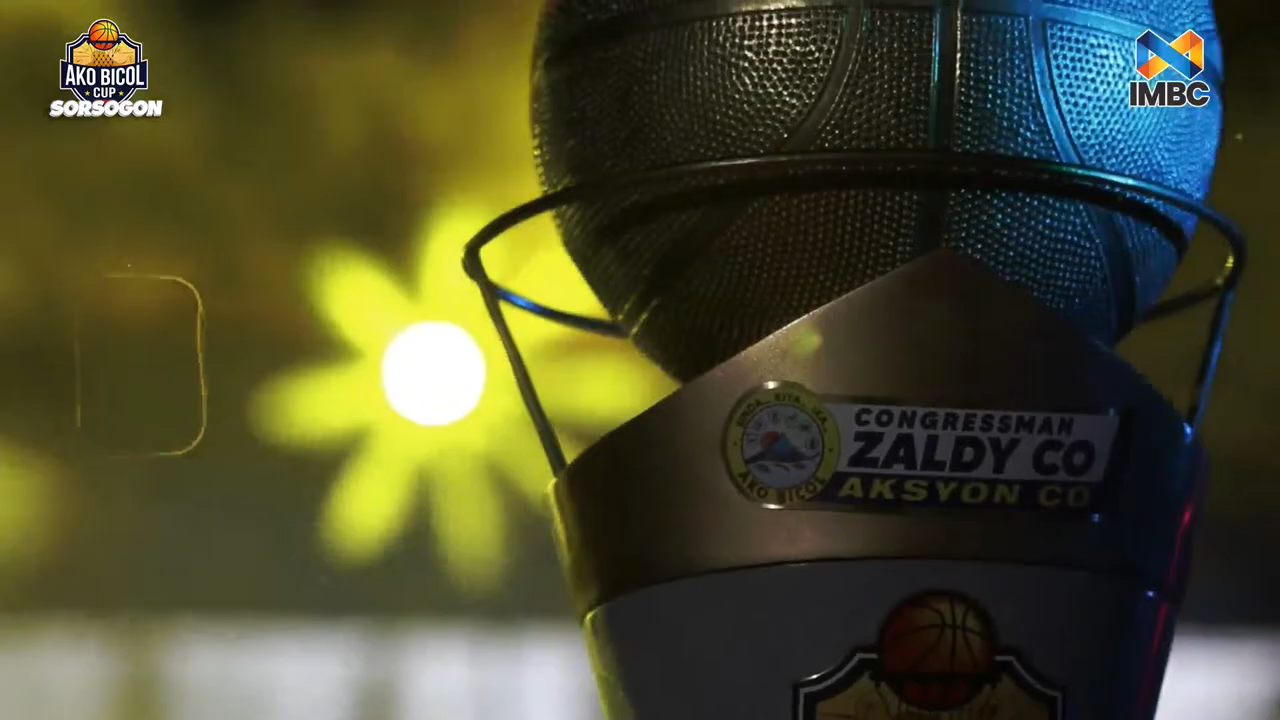 AKO BICOL
CUP
SORSOGON
IMBC
CONGRESSMAN
ZALDY CO
AKSYON CO
AKO BICOL